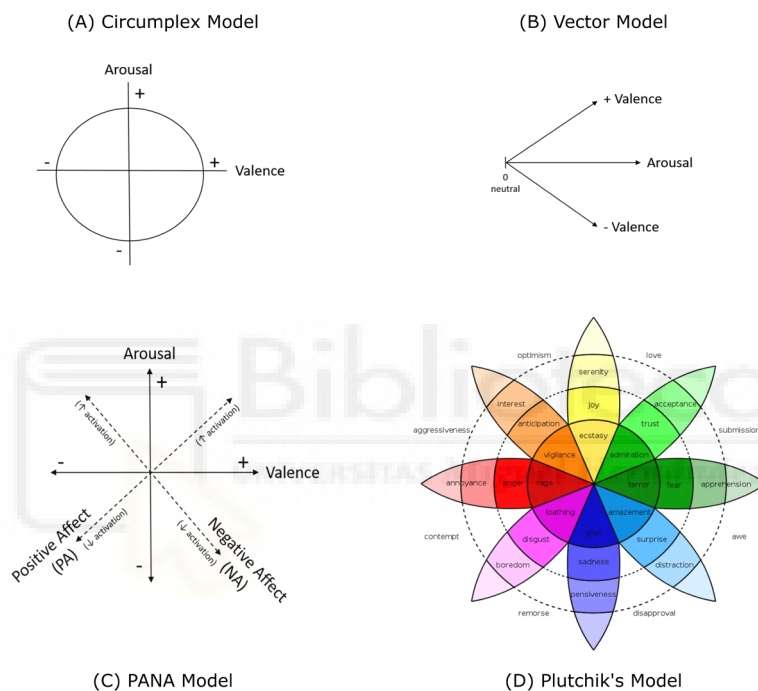 (A) Circumplex Model
Arousal
+
-
+
Valence
-
(B) Vector Model
+ Valence
Arousal
0
neutral
- Valence
Arousal
+
(↑ activation)
(↑ activation)
-
+
Valence
(↓ activation)
(↓ activation)
Positive Affect
(PA)
Negative Affect
(NA)
-
(C) PANA Model
optimism
love
serenity
interest
joy
acceptance
anticipation
trust
aggressiveness
submission
ecstasy
vigilance
admiration
annoyance
anger
rage
terror
fear
apprehension
loathing
amazement
grief
contempt
awe
disgust
surprise
sadness
boredom
distraction
pensiveness
remorse
disapproval
(D) Plutchik's Model